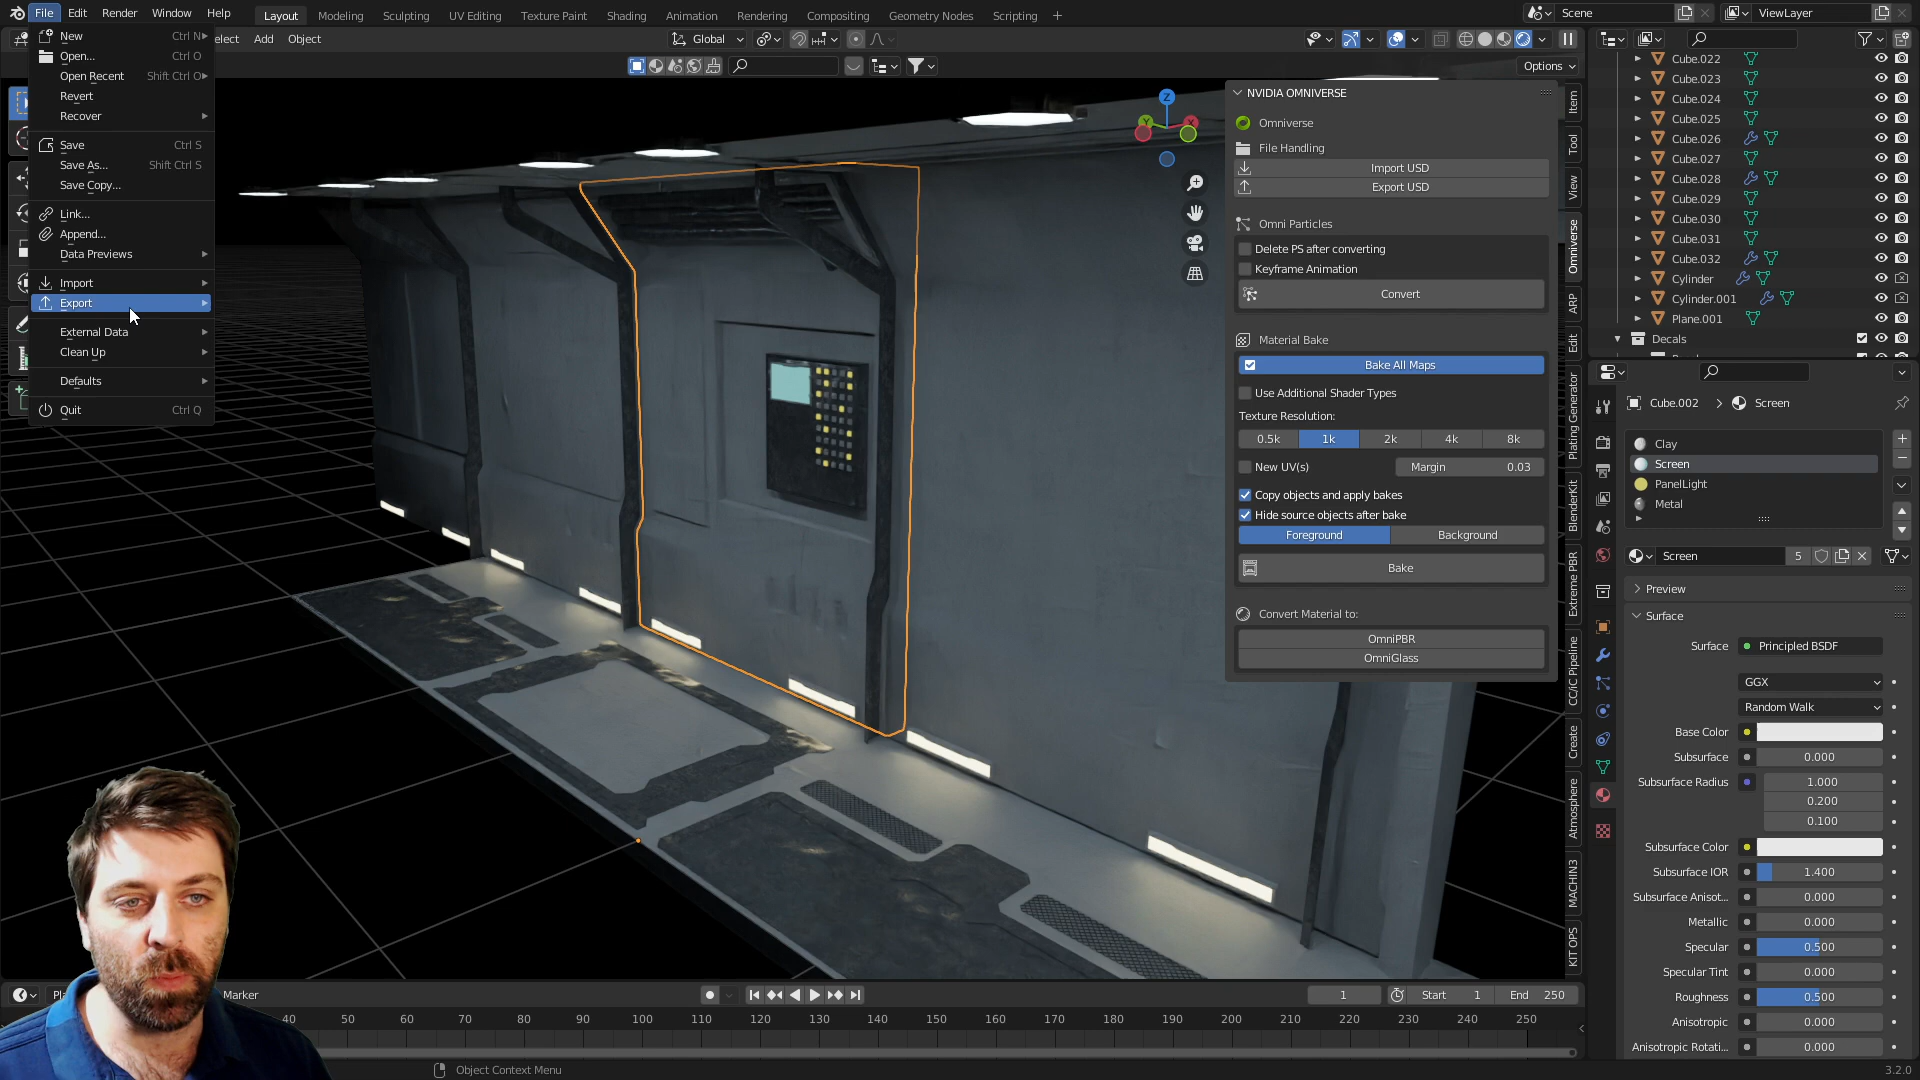 File Edit Render Window Help Layout Modeling Sculpting UV Editing Texture Paint Shading Animation Rendering Compositing Geometry Nodes Scripting + Scene ViewLayer
elect Add Object Global
Options
New Ctrl N
Open... Ctrl O
Open Recent Shift Ctrl O
Revert
Recover
Save Ctrl S
Save As... Shift Ctrl S
Save Copy...
Link...
Append...
Data Previews
Import
Export
External Data
Clean Up
Defaults
Quit Ctrl Q
Z
Y
X
NVIDIA OMNIVERSE
Omniverse
File Handling
Import USD
Export USD
Omni Particles
Delete PS after converting
Keyframe Animation
Convert
Material Bake
Bake All Maps
Use Additional Shader Types
Texture Resolution:
0.5k 1k 2k 4k 8k
New UV(s) Margin 0.03
Copy objects and apply bakes
Hide source objects after bake
Foreground Background
Bake
Convert Material to:
OmniPBR
OmniGlass
Item
Tool
View
Omniverse
ARP
Edit
Plating Generator
BlenderKit
Extreme PBR
CC/iC Pipeline
Create
Atmosphere
MACHIN3
KIT OPS
Cube.022
Cube.023
Cube.024
Cube.025
Cube.026
Cube.027
Cube.028
Cube.029
Cube.030
Cube.031
Cube.032
Cylinder
Cylinder.001
Plane.001
Decals
Cube.002 Screen
Clay
Screen
PanelLight
Metal
Screen 5
Preview
Surface
Surface Principled BSDF
GGX
Random Walk
Base Color
Subsurface 0.000
Subsurface Radius 1.000
0.200
0.100
Subsurface Color
Subsurface IOR 1.400
Subsurface Anisot... 0.000
Metallic 0.000
Specular 0.500
Specular Tint 0.000
Roughness 0.500
Anisotropic 0.000
Anisotropic Rotati... 0.000
Marker 1 Start 1 End 250
40 50 60 70 80 90 100 110 120 130 140 150 160 170 180 190 200 210 220 230 240 250
Object Context Menu 3.2.0